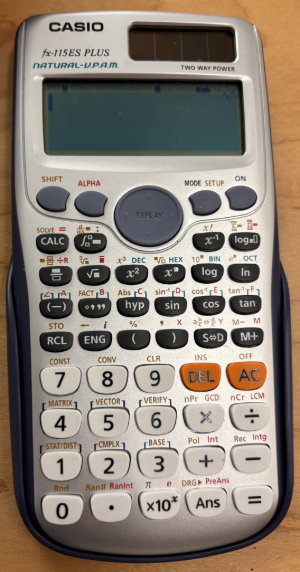 CASIO
fx-115ES PLUS
NATURAL-V.P.A.M.
TWO WAY POWER
SHIFT ALPHA MODE SETUP ON
REPLAY
SOLVE = x!
CALC x⁻¹ log
x³ DEC ˣ√ HEX 10ˣ BIN eˣ OCT
√ x² xˣ log ln
∠ A FACT B Abs C sin⁻¹ D cos⁻¹ E tan⁻¹ F
(−) hyp sin cos tan
STO ← i % , X Y M− M
RCL ENG ( ) S⇔D M+
CONST CONV CLR INS OFF
7 8 9 DEL AC
MATRIX VECTOR VERIFY nPr GCD nCr LCM
4 5 6 × ÷
STAT/DIST CMPLX BASE Pol Int Rec Intg
1 2 3 + −
Rnd Ran# RanInt π e DRG▶ PreAns
0 . ×10ˣ Ans =